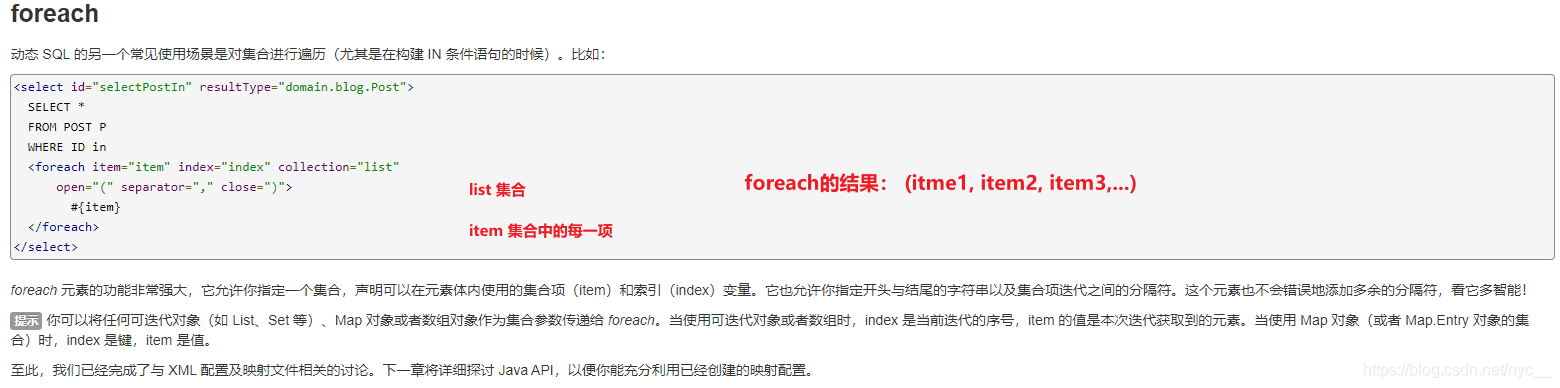 foreach
动态 SQL 的另一个常见使用场景是对集合进行遍历（尤其是在构建 IN 条件语句的时候）。比如：
<select id="selectPostIn" resultType="domain.blog.Post">
SELECT *
FROM POST P
WHERE ID in
<foreach item="item" index="index" collection="list"
open="(" separator="," close=")">
#{item}
</foreach>
</select>
list 集合
item 集合中的每一项
foreach的结果： (itme1, item2, item3,...)
foreach 元素的功能非常强大，它允许你指定一个集合，声明可以在元素体内使用的集合项（item）和索引（index）变量。它也允许你指定开头与结尾的字符串以及集合项迭代之间的分隔符。这个元素也不会错误地添加多余的分隔符，看它多智能！
提示 你可以将任何可迭代对象（如 List、Set 等）、Map 对象或者数组对象作为集合参数传递给 foreach。当使用可迭代对象或者数组时，index 是当前迭代的序号，item 的值是本次迭代获取到的元素。当使用 Map 对象（或者 Map.Entry 对象的集
合）时，index 是键，item 是值。
至此，我们已经完成了与 XML 配置及映射文件相关的讨论。下一章将详细探讨 Java API，以便你能充分利用已经创建的映射配置。
https://blog.csdn.net/nyc__